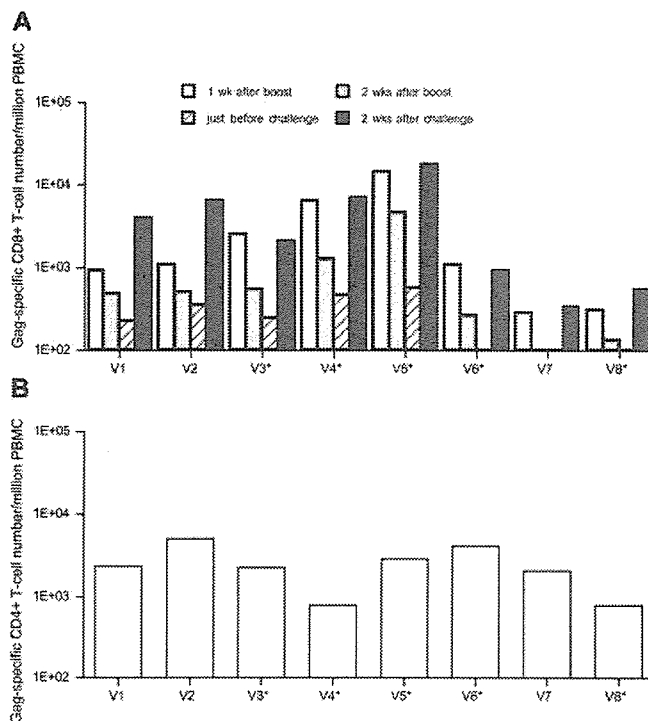 A
Gag-specific CD8+ T-cell number/million PBMC
1 wk after boost
2 wks after boost
just before challenge
2 wks after challenge
1E+05
1E+04
1E+03
1E+02
V1 V2 V3* V4* V5* V6* V7 V8*
B
Gag-specific CD4+ T-cell number/million PBMC
1E+05
1E+04
1E+03
1E+02
V1 V2 V3* V4* V5* V6* V7 V8*